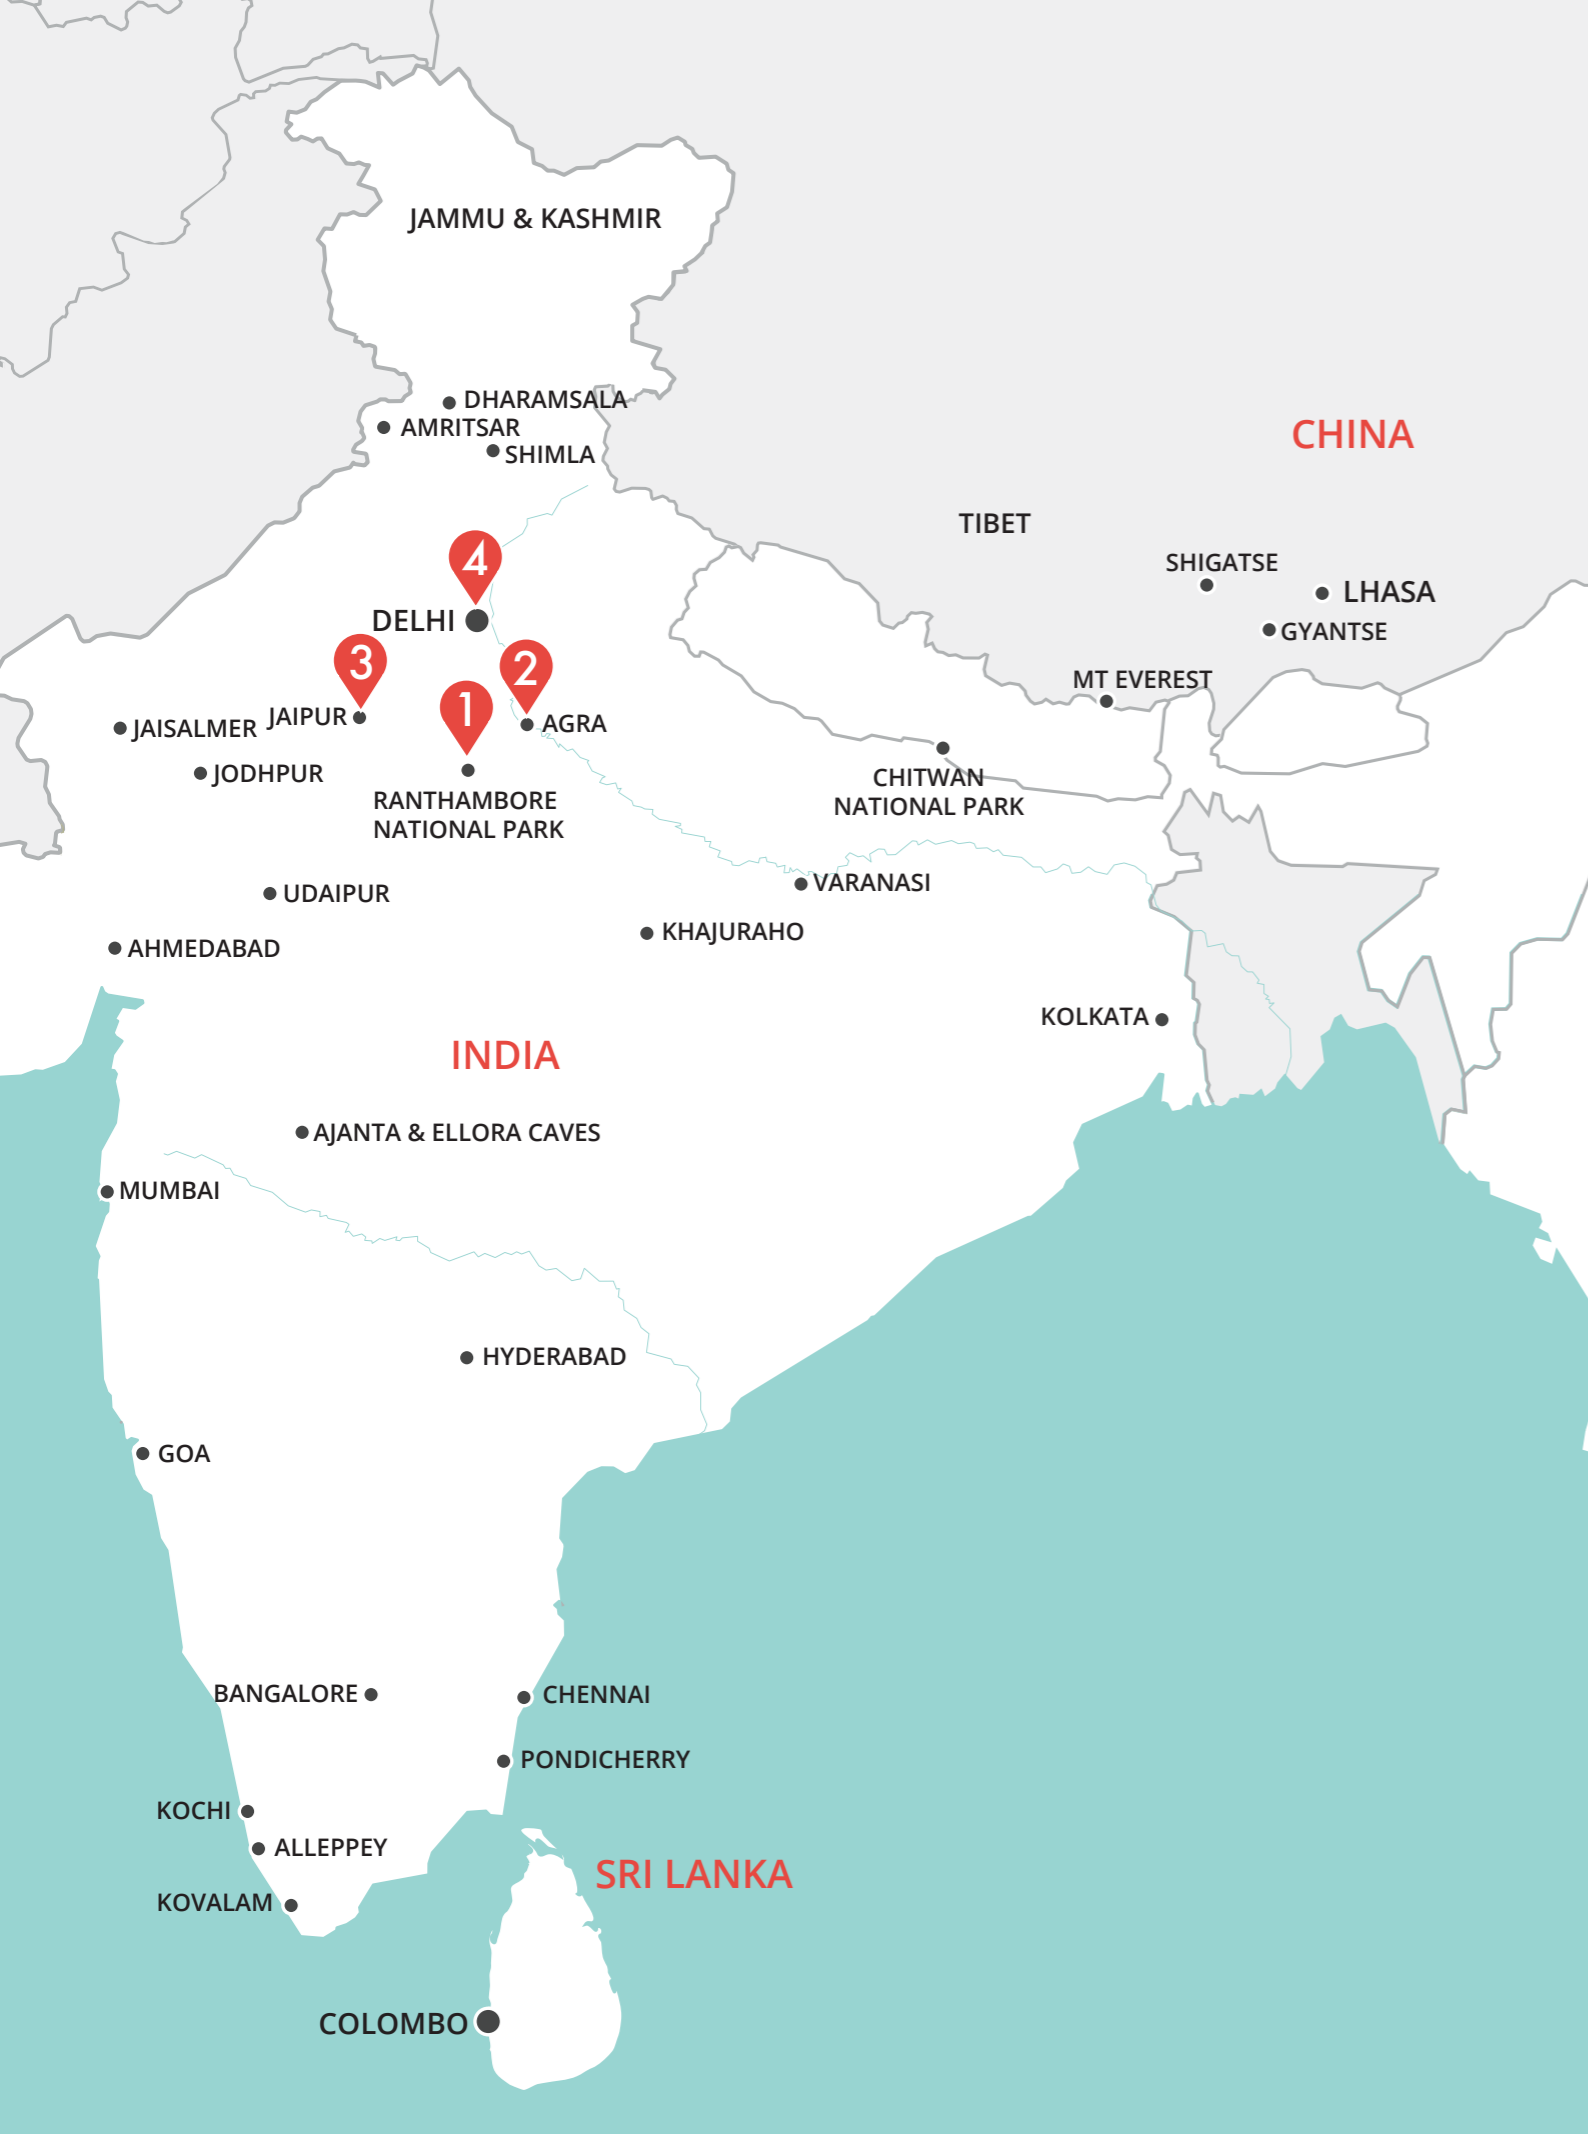 JAMMU & KASHMIR
DHARAMSALA
AMRITSAR
SHIMLA
CHINA
TIBET
4
SHIGATSE
LHASA
DELHI
GYANTSE
3
2
MT EVEREST
1
JAISALMER
JAIPUR
AGRA
JODHPUR
CHITWAN
NATIONAL PARK
RANTHAMBORE
NATIONAL PARK
VARANASI
UDAIPUR
KHAJURAHO
AHMEDABAD
KOLKATA
INDIA
AJANTA & ELLORA CAVES
MUMBAI
HYDERABAD
GOA
BANGALORE
CHENNAI
PONDICHERRY
KOCHI
ALLEPPEY
SRI LANKA
KOVALAM
COLOMBO